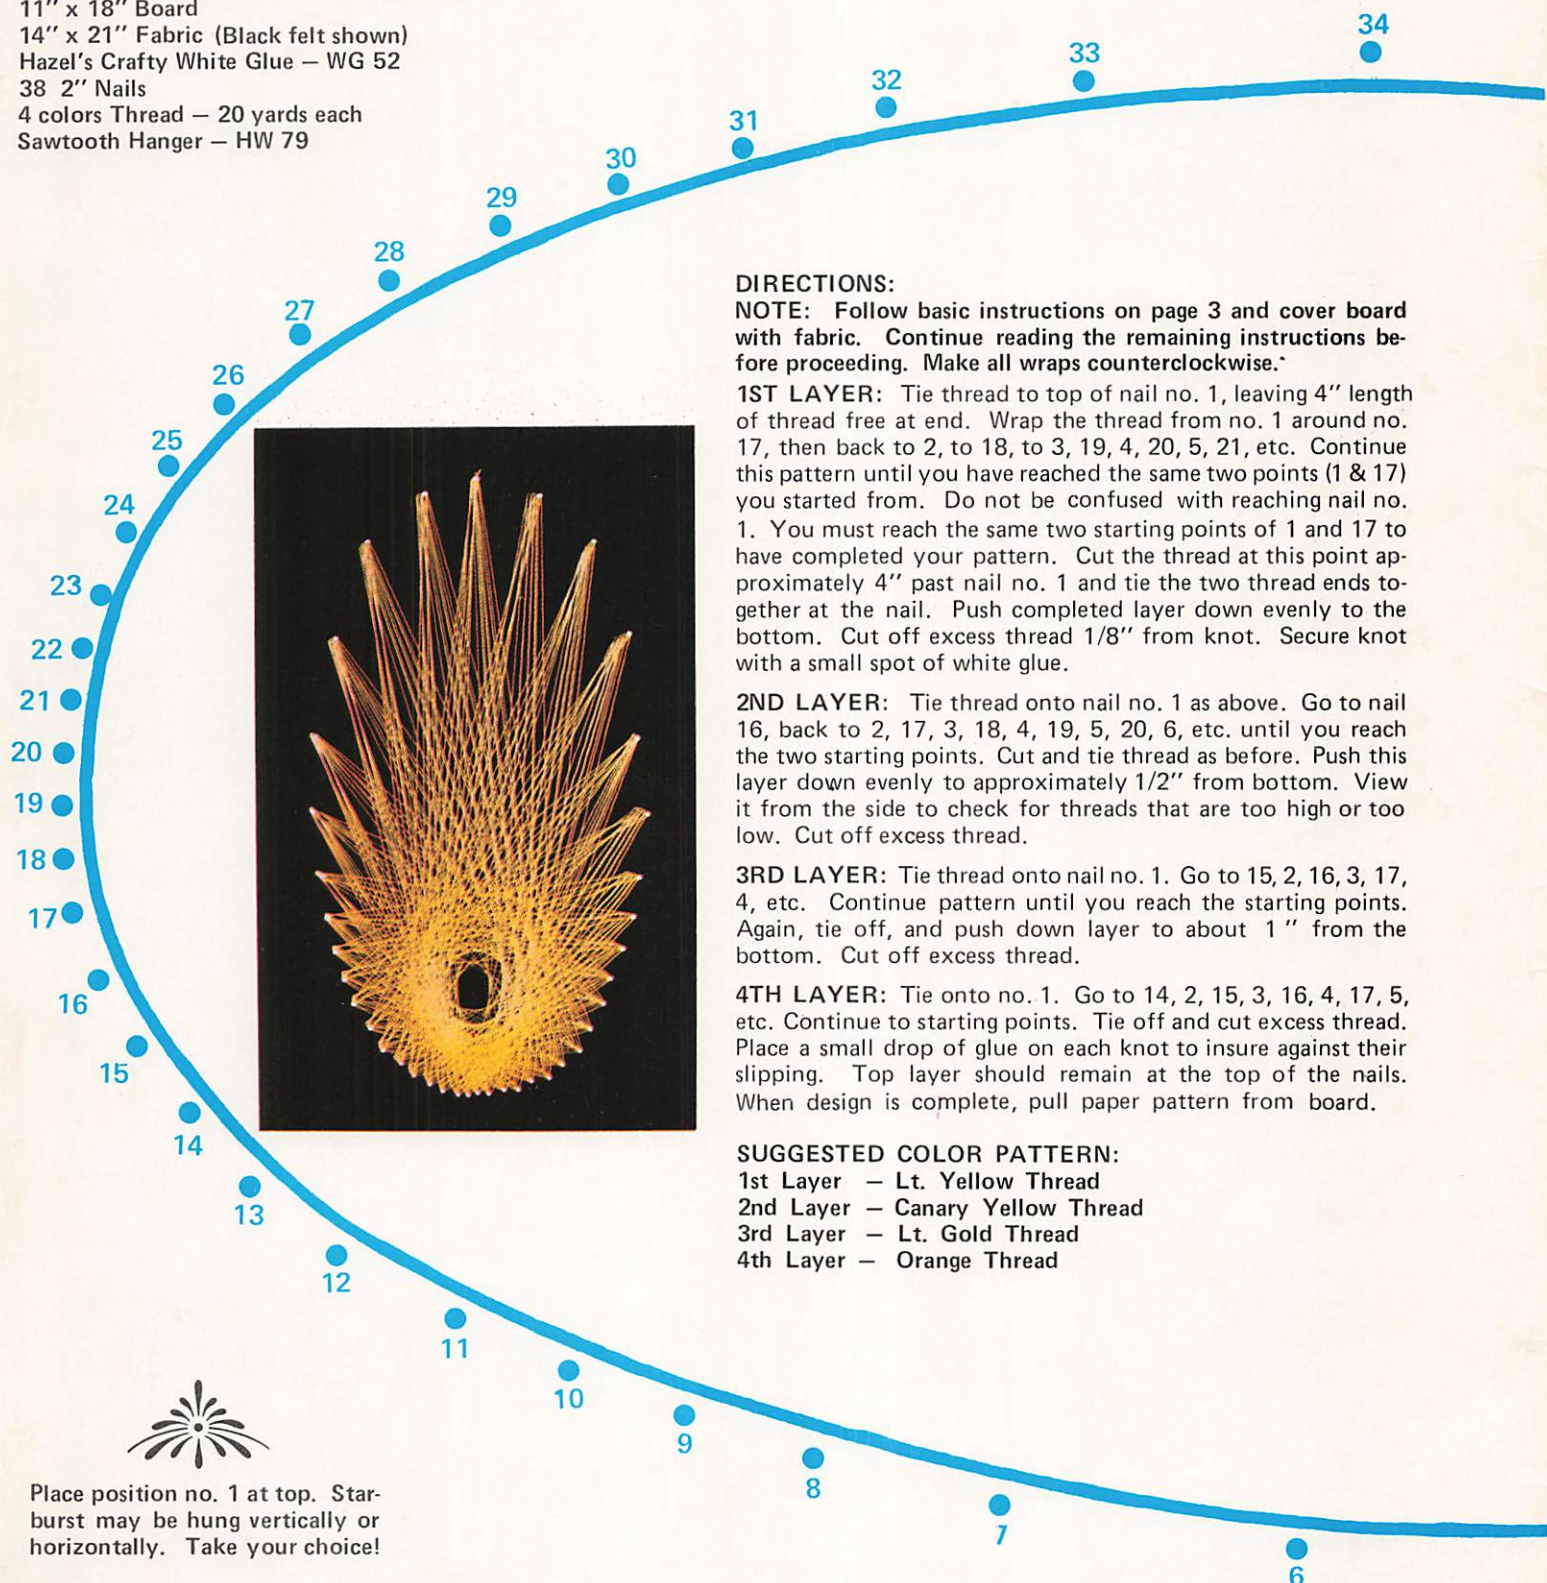 11" x 18" Board
14" x 21" Fabric (Black felt shown)
Hazel's Crafty White Glue — WG 52
38 2" Nails
4 colors Thread — 20 yards each
Sawtooth Hanger — HW 79
34
33
32
31
30
29
28
27
26
25
24
23
22
21
20
19
18
17
16
15
14
13
12
11
10
9
8
7
6
DIRECTIONS:
NOTE: Follow basic instructions on page 3 and cover board
with fabric. Continue reading the remaining instructions be-
fore proceeding. Make all wraps counterclockwise.
1ST LAYER: Tie thread to top of nail no. 1, leaving 4" length
of thread free at end. Wrap the thread from no. 1 around no.
17, then back to 2, to 18, to 3, 19, 4, 20, 5, 21, etc. Continue
this pattern until you have reached the same two points (1 & 17)
you started from. Do not be confused with reaching nail no.
1. You must reach the same two starting points of 1 and 17 to
have completed your pattern. Cut the thread at this point ap-
proximately 4" past nail no. 1 and tie the two thread ends to-
gether at the nail. Push completed layer down evenly to the
bottom. Cut off excess thread 1/8" from knot. Secure knot
with a small spot of white glue.
2ND LAYER: Tie thread onto nail no. 1 as above. Go to nail
16, back to 2, 17, 3, 18, 4, 19, 5, 20, 6, etc. until you reach
the two starting points. Cut and tie thread as before. Push this
layer down evenly to approximately 1/2" from bottom. View
it from the side to check for threads that are too high or too
low. Cut off excess thread.
3RD LAYER: Tie thread onto nail no. 1. Go to 15, 2, 16, 3, 17,
4, etc. Continue pattern until you reach the starting points.
Again, tie off, and push down layer to about 1 " from the
bottom. Cut off excess thread.
4TH LAYER: Tie onto no. 1. Go to 14, 2, 15, 3, 16, 4, 17, 5,
etc. Continue to starting points. Tie off and cut excess thread.
Place a small drop of glue on each knot to insure against their
slipping. Top layer should remain at the top of the nails.
When design is complete, pull paper pattern from board.
SUGGESTED COLOR PATTERN:
1st Layer — Lt. Yellow Thread
2nd Layer — Canary Yellow Thread
3rd Layer — Lt. Gold Thread
4th Layer — Orange Thread
Place position no. 1 at top. Star-
burst may be hung vertically or
horizontally. Take your choice!